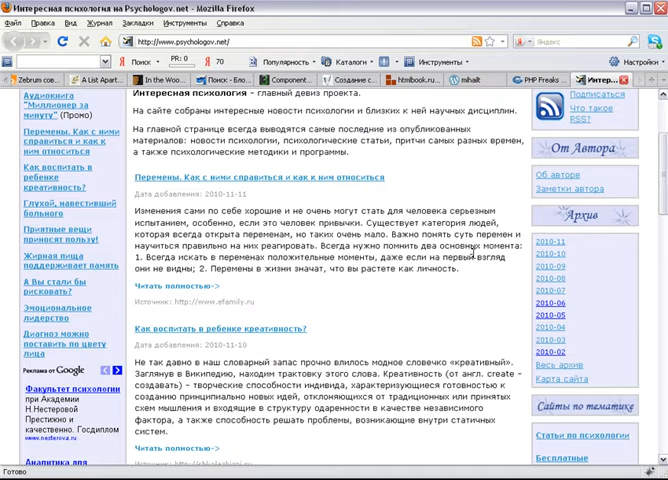 Интересная психология на Psychologov.net - Mozilla Firefox
Файл Правка Вид Журнал Закладки Инструменты Справка
http://www.psychologov.net/
Яндекс
Поиск PR: 0 Я 70 Популярность Каталоги Инструменты Настройки
Zebrum com... A List Apart... In the Woo... Поиск - Бло... Component... Создание с... htmlbook.ru... mihalt PHP Freaks ... Интер...
Аудиокнига
"Миллионер за
минуту" (Промо)
Перемены. Как с ними
справиться и как к
ним относиться
Как воспитать в
ребенке
креативность?
Глухой, навестивший
больного
Приятные вещи
приносят пользу!
Жирная пища
поддерживает память
А Вы стали бы
рисковать?
Эмоциональное
лидерство
Диагноз можно
поставить по цвету
лица
Реклама от Google
Факультет психологии
при Академии
Н.Нестеровой
Престижно и
качественно. Госдиплом
www.nesterova.ru
Аналитика для
Интересная психология – главный девиз проекта.
На сайте собраны интересные новости психологии и близких к ней научных дисциплин.
На главной странице всегда выводятся самые последние из опубликованных
материалов: новости психологии, психологические статьи, притчи самых разных времен,
а также психологические методики и программы.
Перемены. Как с ними справиться и как к ним относиться
Дата добавления: 2010-11-11
Изменения сами по себе хорошие и не очень могут стать для человека серьезным
испытанием, особенно, если это человек привычки. Существует категория людей,
которая всегда открыта переменам, но таких очень мало. Важно понять суть перемен и
научиться правильно на них реагировать. Всегда нужно помнить два основных момента:
1. Всегда искать в переменах положительные моменты, даже если на первый взгляд
они не видны; 2. Перемены в жизни значат, что вы растете как личность.
Читать полностью->
Источник: http://www.efamily.ru
Как воспитать в ребенке креативность?
Дата добавления: 2010-11-10
Не так давно в наш словарный запас прочно влилось модное словечко «креативный».
Заглянув в Википедию, находим трактовку этого слова. Креативность (от англ. create -
создавать) – творческие способности индивида, характеризующиеся готовностью к
созданию принципиально новых идей, отклоняющихся от традиционных или принятых
схем мышления и входящие в структуру одаренности в качестве независимого
фактора, а также способность решать проблемы, возникающие внутри статичных
систем.
Читать полностью->
Подписаться
Что такое
RSS?
От Автора
Об авторе
Заметки автора
Архив
2010-11
2010-10
2010-09
2010-08
2010-07
2010-06
2010-05
2010-04
2010-03
2010-02
Весь архив
Карта сайта
Сайты по тематике
Статьи по психологии
Бесплатные
Готово